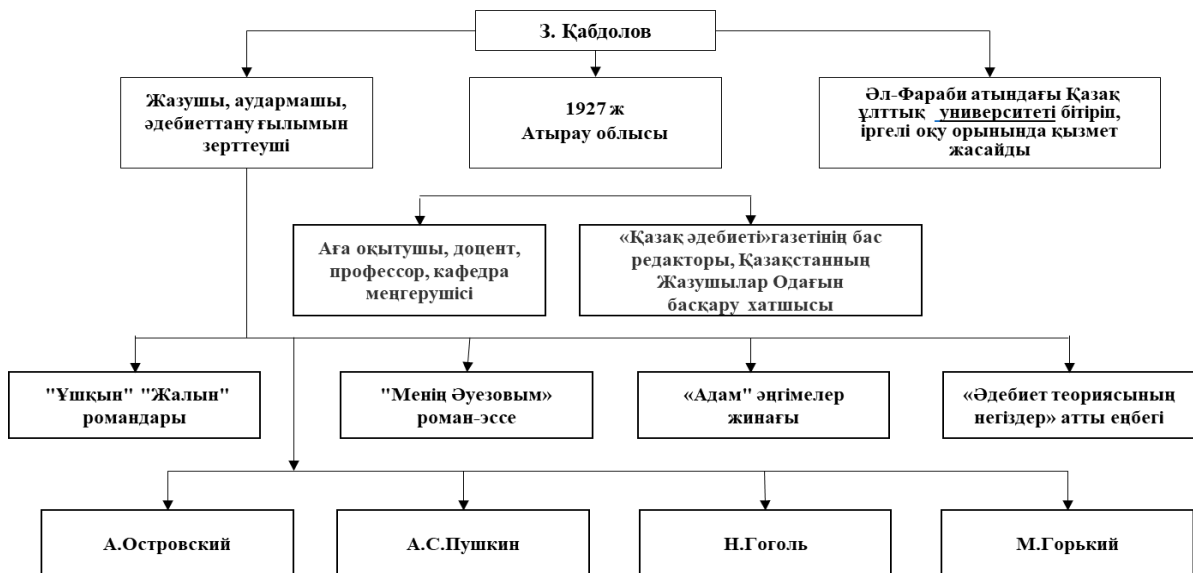 З. Қабдолов
Жазушы, аудармашы,
әдебиеттану ғылымын
зерттеуші
1927 ж
Атырау облысы
Әл-Фараби атындағы Қазақ
ұлттық университеті бітіріп,
іргелі оқу орынында қызмет
жасайды
Аға оқытушы, доцент,
профессор, кафедра
меңгерушісі
«Қазақ әдебиеті»газетінің бас
редакторы, Қазақстанның
Жазушылар Одағын
басқару хатшысы
"Ұшқын" "Жалын"
романдары
"Менің Әуезовым»
роман-эссе
«Адам" әңгімелер
жинағы
«Әдебиет теориясының
негіздер» атты еңбегі
А.Островский
А.С.Пушкин
Н.Гоголь
М.Горький